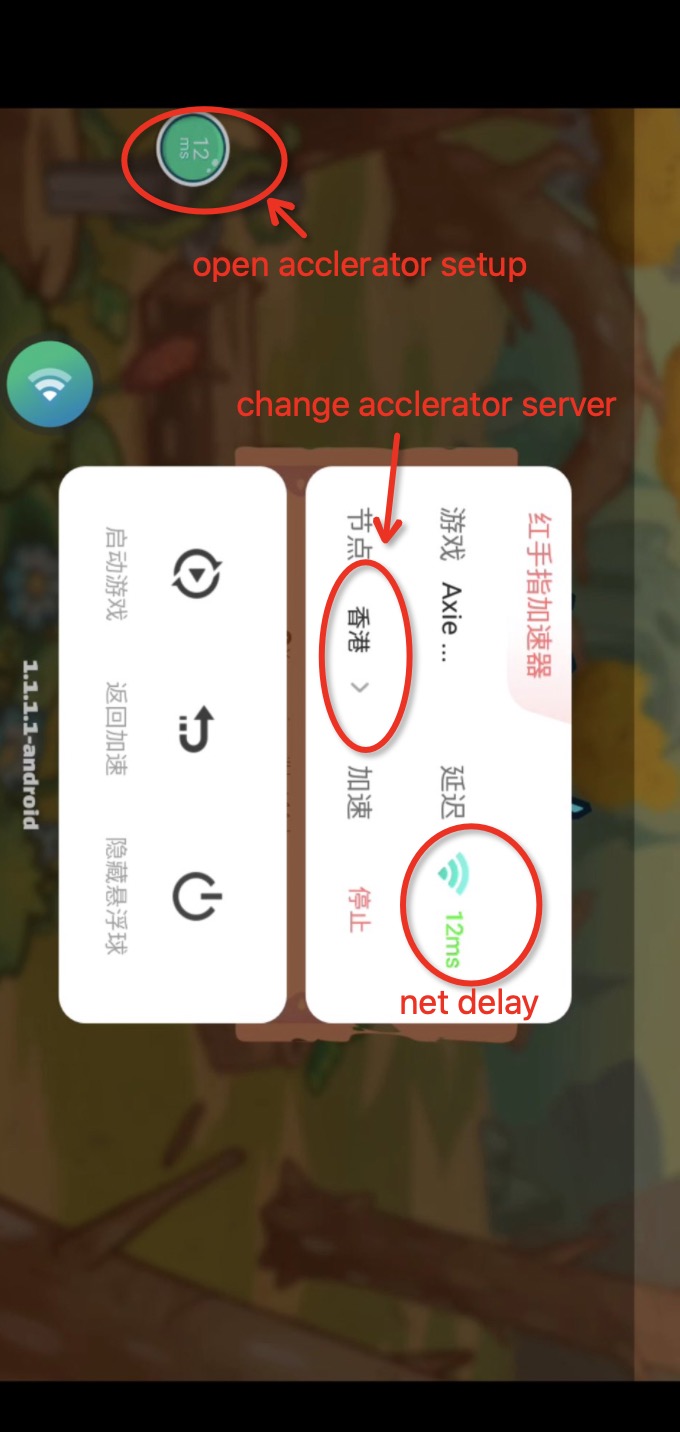 12
ms
open acclerator setup
change acclerator server
红手指加速器
游戏 Axie ...
延迟 12ms
节点 香港
加速 停止
net delay
启动游戏
返回加速
隐藏悬浮球
1.1.1.1-android